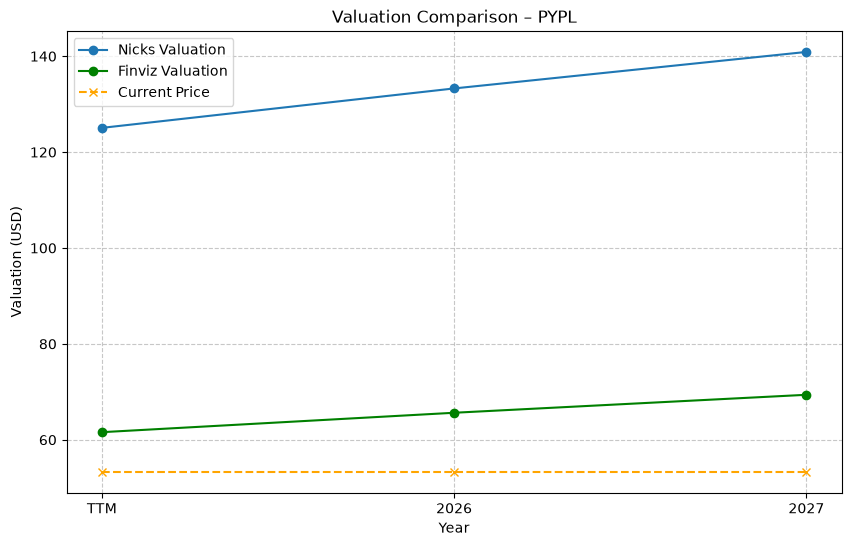 Valuation Comparison – PYPL
Nicks Valuation
Finviz Valuation
Current Price
Valuation (USD)
140
120
100
80
60
TTM
2026
2027
Year